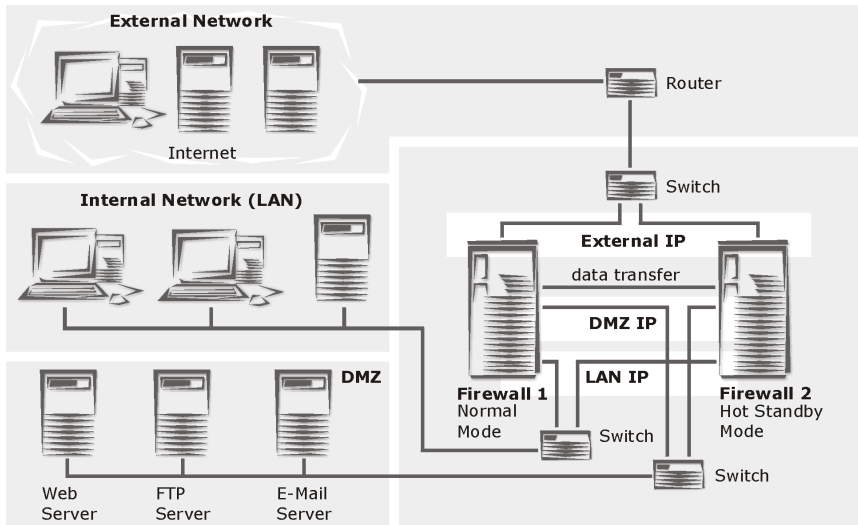 External Network
Internet
Router
Switch
Internal Network (LAN)
External IP
data transfer
DMZ IP
LAN IP
Firewall 1
Normal
Mode
Firewall 2
Hot Standby
Mode
Switch
Switch
DMZ
Web
Server
FTP
Server
E-Mail
Server